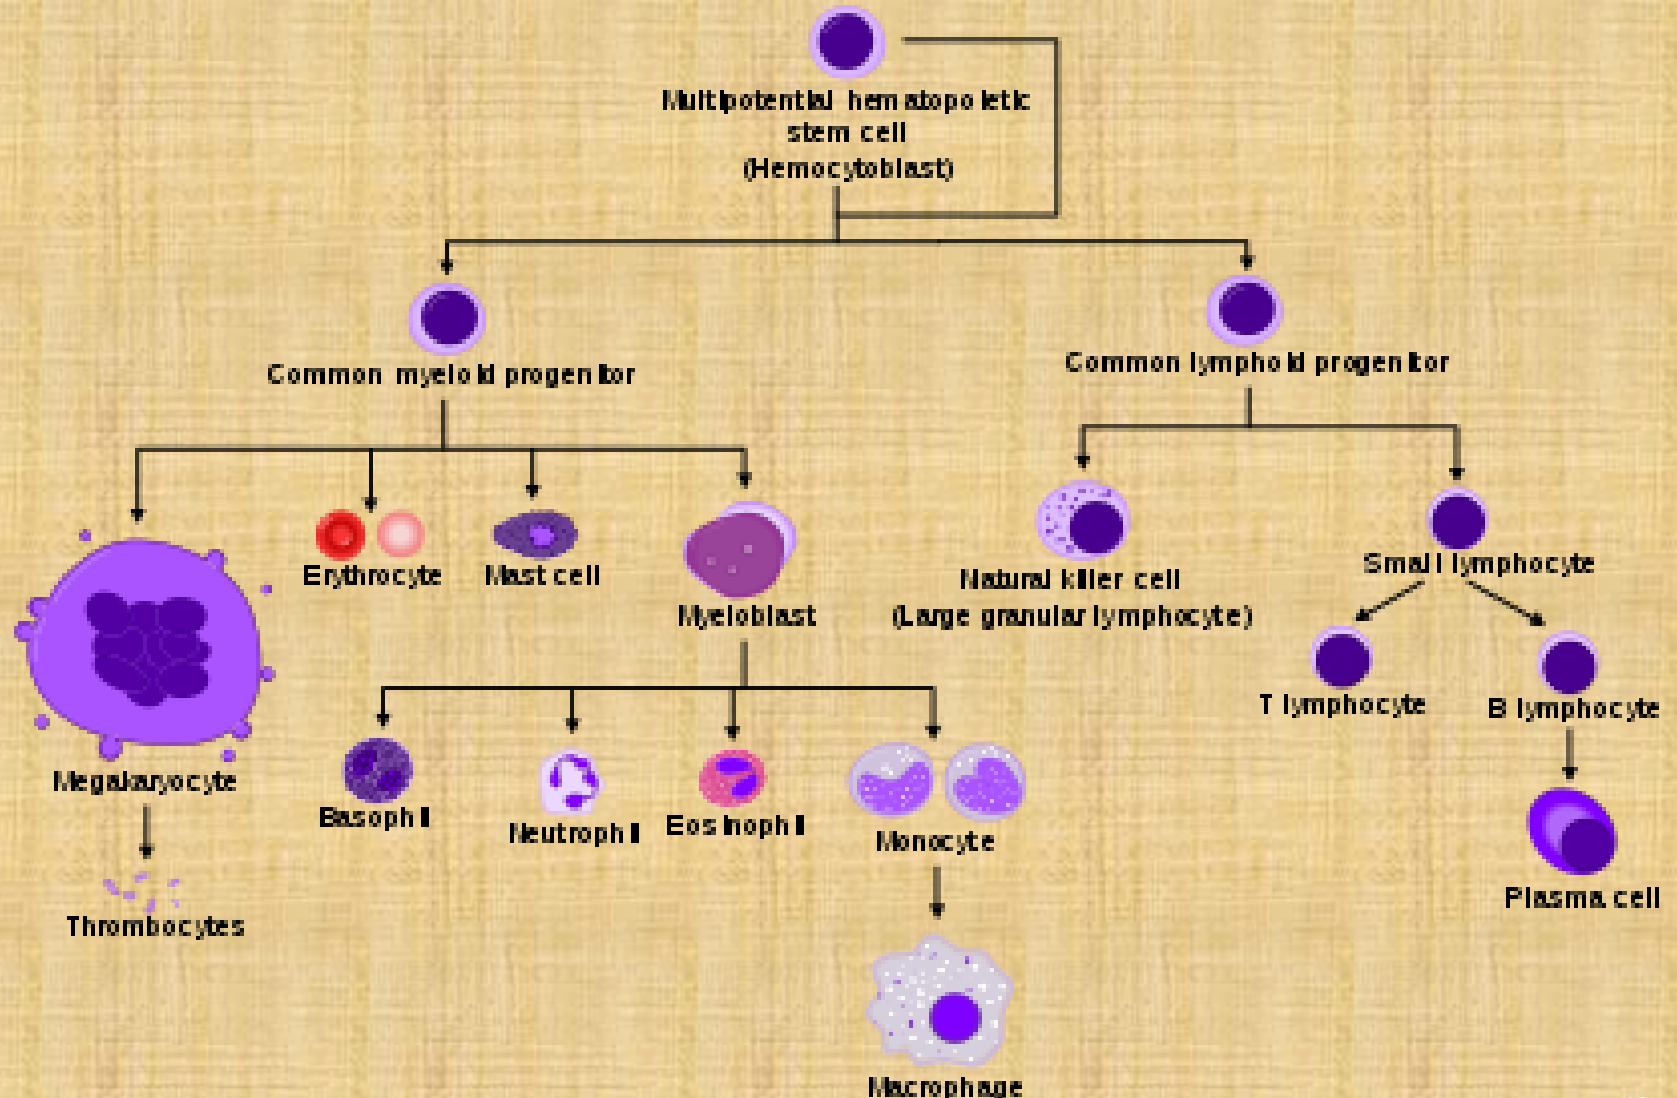 Multipotential hematopoietic
stem cell
(Hemocytoblast)
Common myeloid progenitor
Common lymphoid progenitor
Erythrocyte
Mast cell
Myeloblast
Natural killer cell
(Large granular lymphocyte)
Small lymphocyte
T lymphocyte
B lymphocyte
Megakaryocyte
Basophil
Neutrophil
Eosinophil
Monocyte
Plasma cell
Thrombocytes
Macrophage